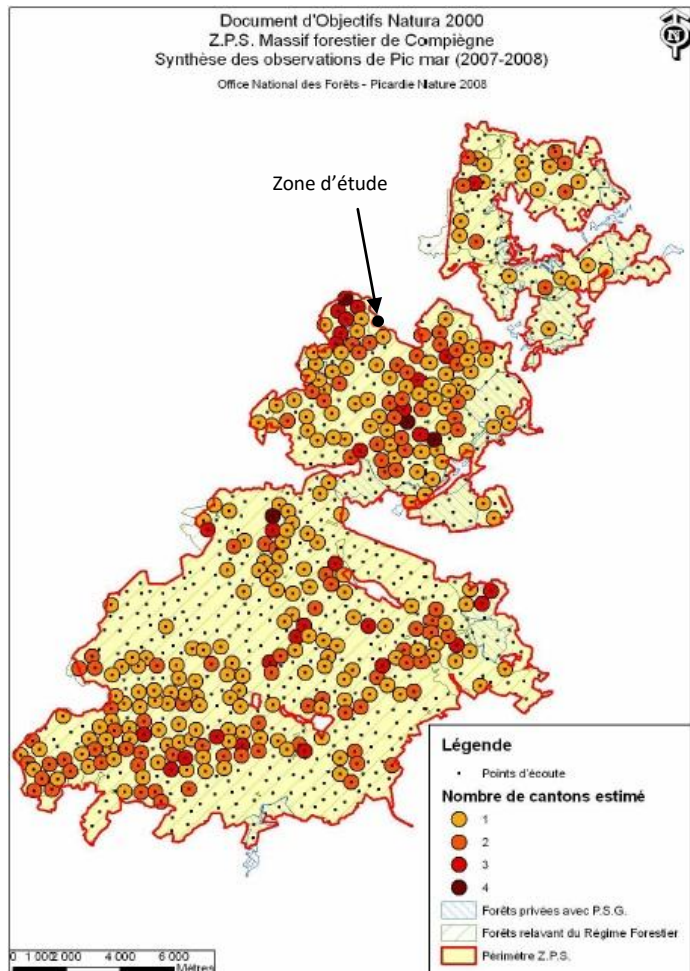 Document d'Objectifs Natura 2000
Z.P.S. Massif forestier de Compiègne
Synthèse des observations de Pic mar (2007-2008)
Office National des Forêts - Picardie Nature 2008
N
Zone d'étude
Légende
Points d'écoute
Nombre de cantons estimé
1
2
3
4
Forêts privées avec P.S.G.
Forêts relavant du Régime Forestier
Périmètre Z.P.S.
0 1 000 2 000 4 000 6 000
Mètres